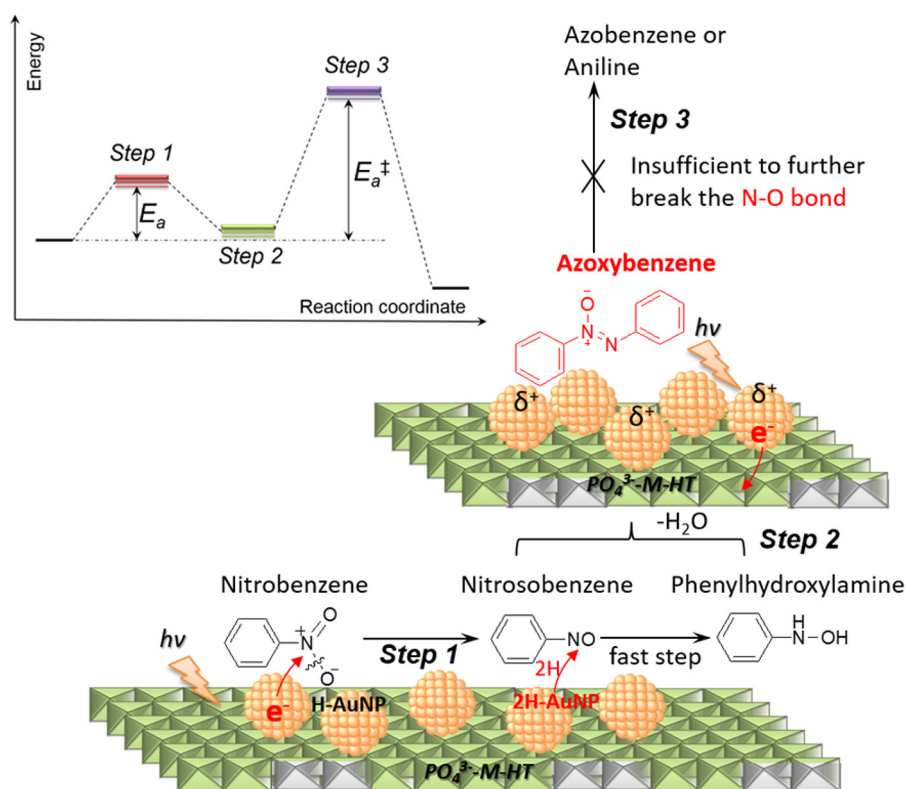 Energy
Step 1
Step 2
Step 3
Eₐ
Eₐ‡
Reaction coordinate
Azobenzene or
Aniline
Step 3
Insufficient to further
break the N-O bond
Azoxybenzene
O
−
N
+
N
hν
δ⁺
δ⁺
δ⁺
e⁻
PO₄³⁻-M-HT
-H₂O
Step 2
Nitrobenzene
Nitrosobenzene
Phenylhydroxylamine
hν
+
N
O
O⁻
Step 1
NO
fast step
H
N
OH
2H
e⁻
H-AuNP
2H-AuNP
PO₄³⁻-M-HT